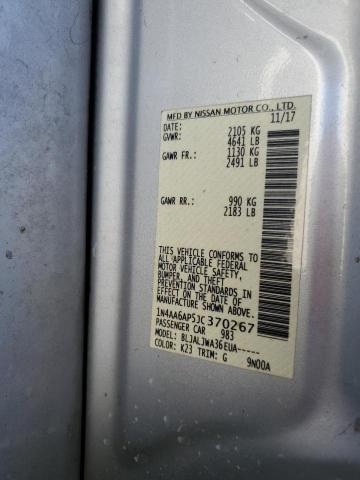 MFD BY NISSAN MOTOR CO., LTD.
DATE: 11/17
GVWR: 2105 KG
4641 LB
GAWR FR.: 1130 KG
2491 LB
GAWR RR.: 990 KG
2183 LB
THIS VEHICLE CONFORMS TO
ALL APPLICABLE FEDERAL
MOTOR VEHICLE SAFETY,
BUMPER, AND THEFT
PREVENTION STANDARDS IN
EFFECT ON THE DATE OF
MANUFACTURE SHOWN ABOVE.
1N4AA6AP5JC370267
PASSENGER CAR 983
BLJALJWA36EUA-----
COLOR: K23 TRIM: G 9N00A